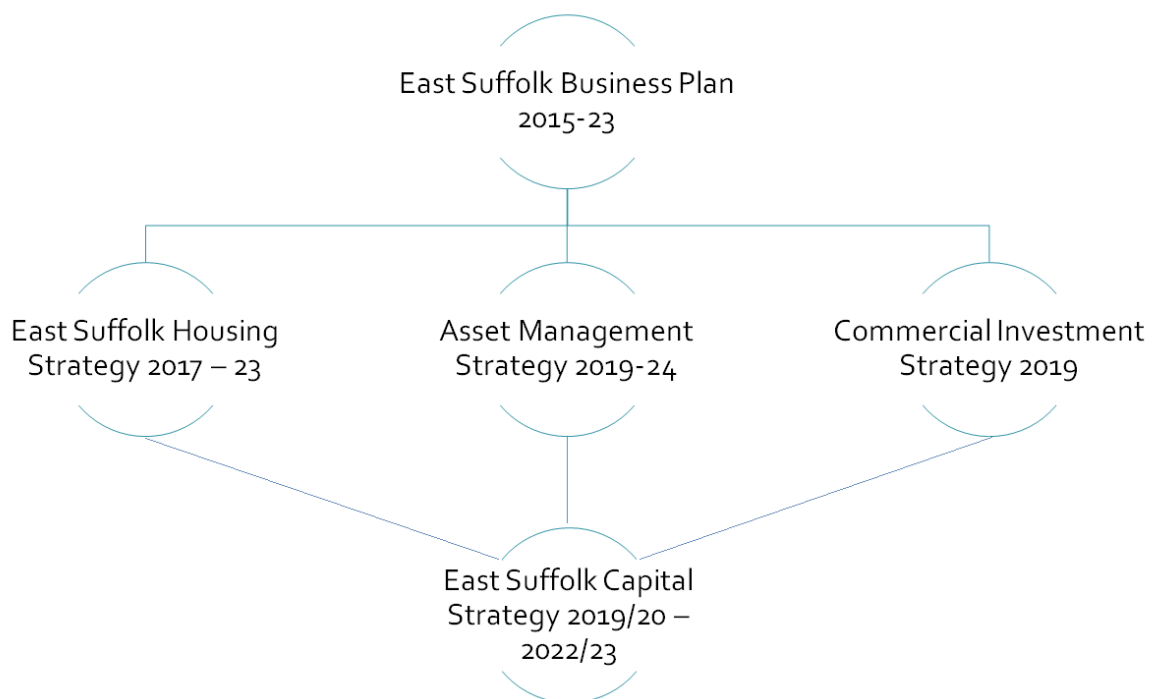 East Suffolk Business Plan
2015-23
East Suffolk Housing
Strategy 2017 – 23
Asset Management
Strategy 2019-24
Commercial Investment
Strategy 2019
East Suffolk Capital
Strategy 2019/20 –
2022/23